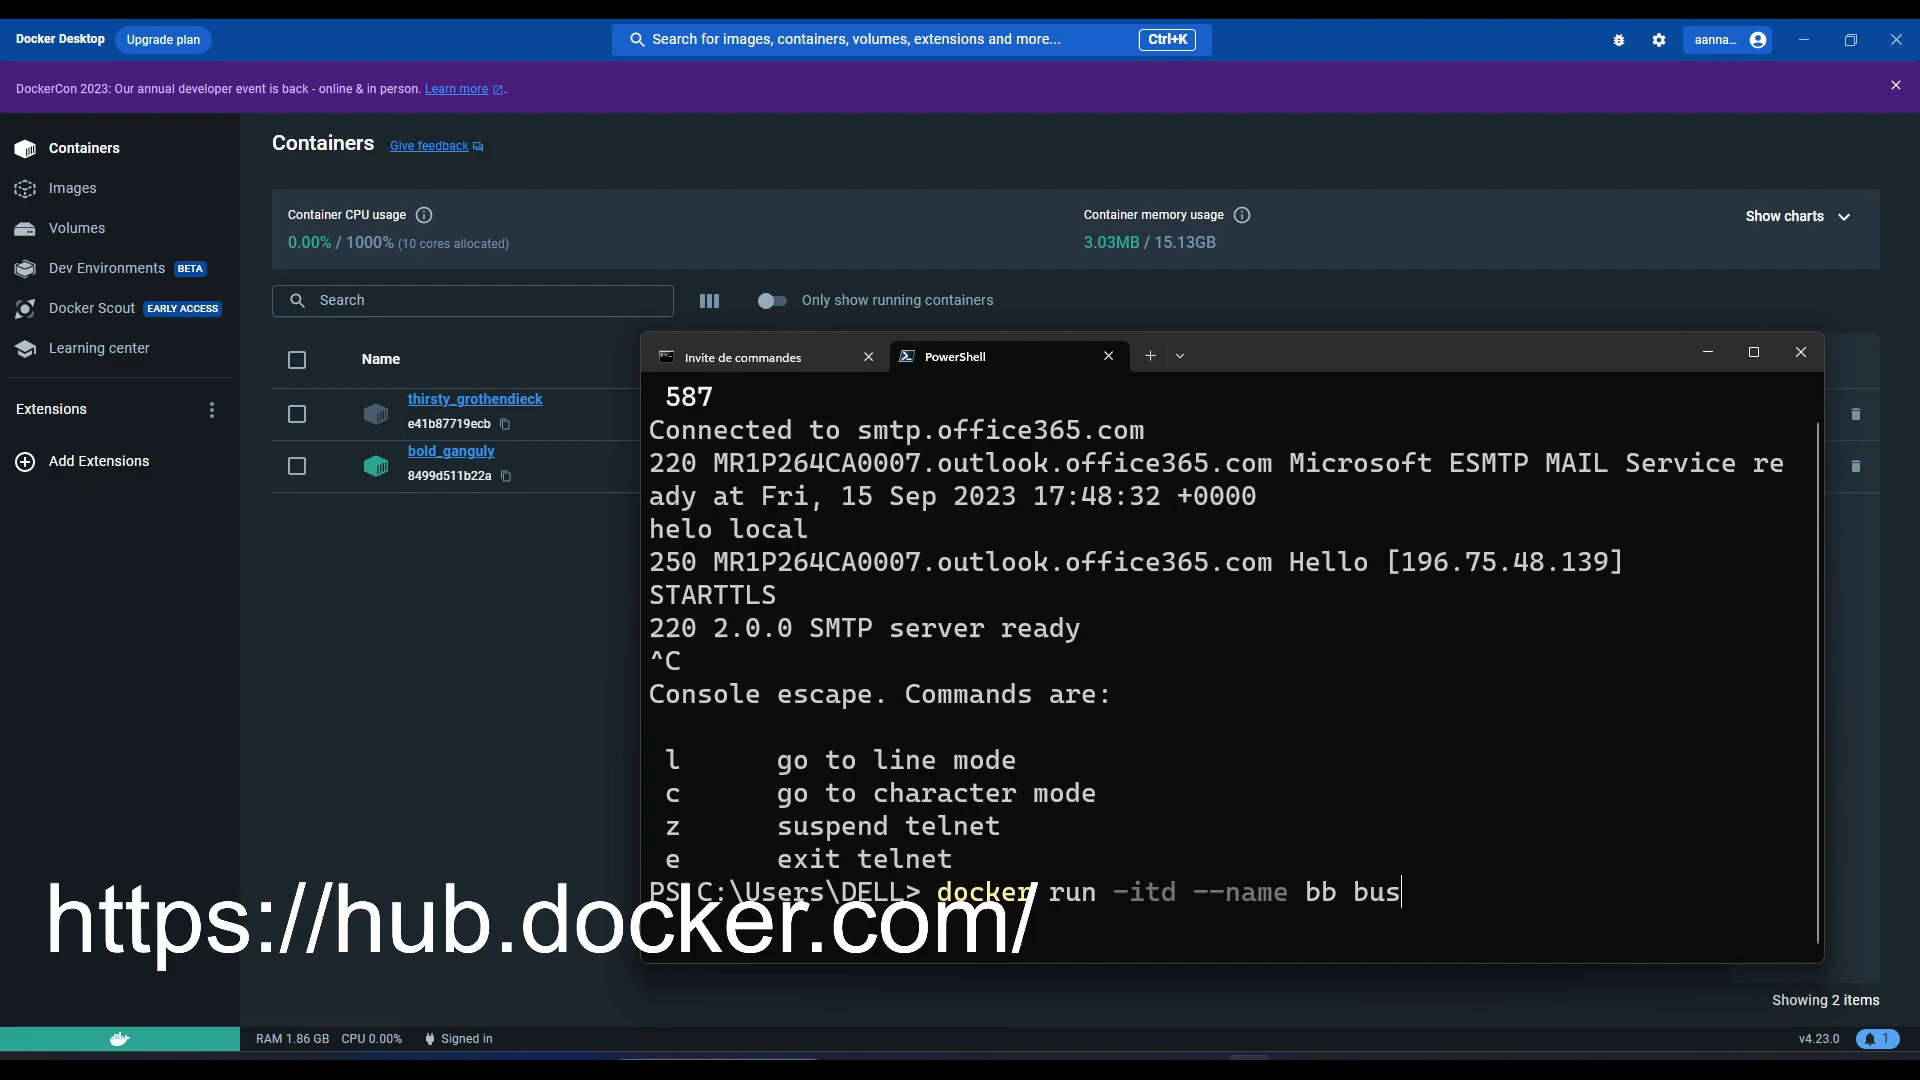 Docker Desktop
Upgrade plan
Search for images, containers, volumes, extensions and more...
Ctrl+K
aanna...
DockerCon 2023: Our annual developer event is back - online & in person. Learn more .
Containers
Images
Volumes
Dev Environments BETA
Docker Scout EARLY ACCESS
Learning center
Extensions
Add Extensions
Containers
Give feedback
Container CPU usage
0.00% / 1000% (10 cores allocated)
Container memory usage
3.03MB / 15.13GB
Show charts
Search
Only show running containers
Name
thirsty_grothendieck
e41b87719ecb
bold_ganguly
8499d511b22a
Invite de commandes
PowerShell
587
Connected to smtp.office365.com
220 MR1P264CA0007.outlook.office365.com Microsoft ESMTP MAIL Service re
ady at Fri, 15 Sep 2023 17:48:32 +0000
helo local
250 MR1P264CA0007.outlook.office365.com Hello [196.75.48.139]
STARTTLS
220 2.0.0 SMTP server ready
^C
Console escape. Commands are:
l go to line mode
c go to character mode
z suspend telnet
e exit telnet
PS C:\Users\DELL> docker run -itd --name bb bus
https://hub.docker.com/
Showing 2 items
RAM 1.86 GB CPU 0.00% Signed in
v4.23.0
1